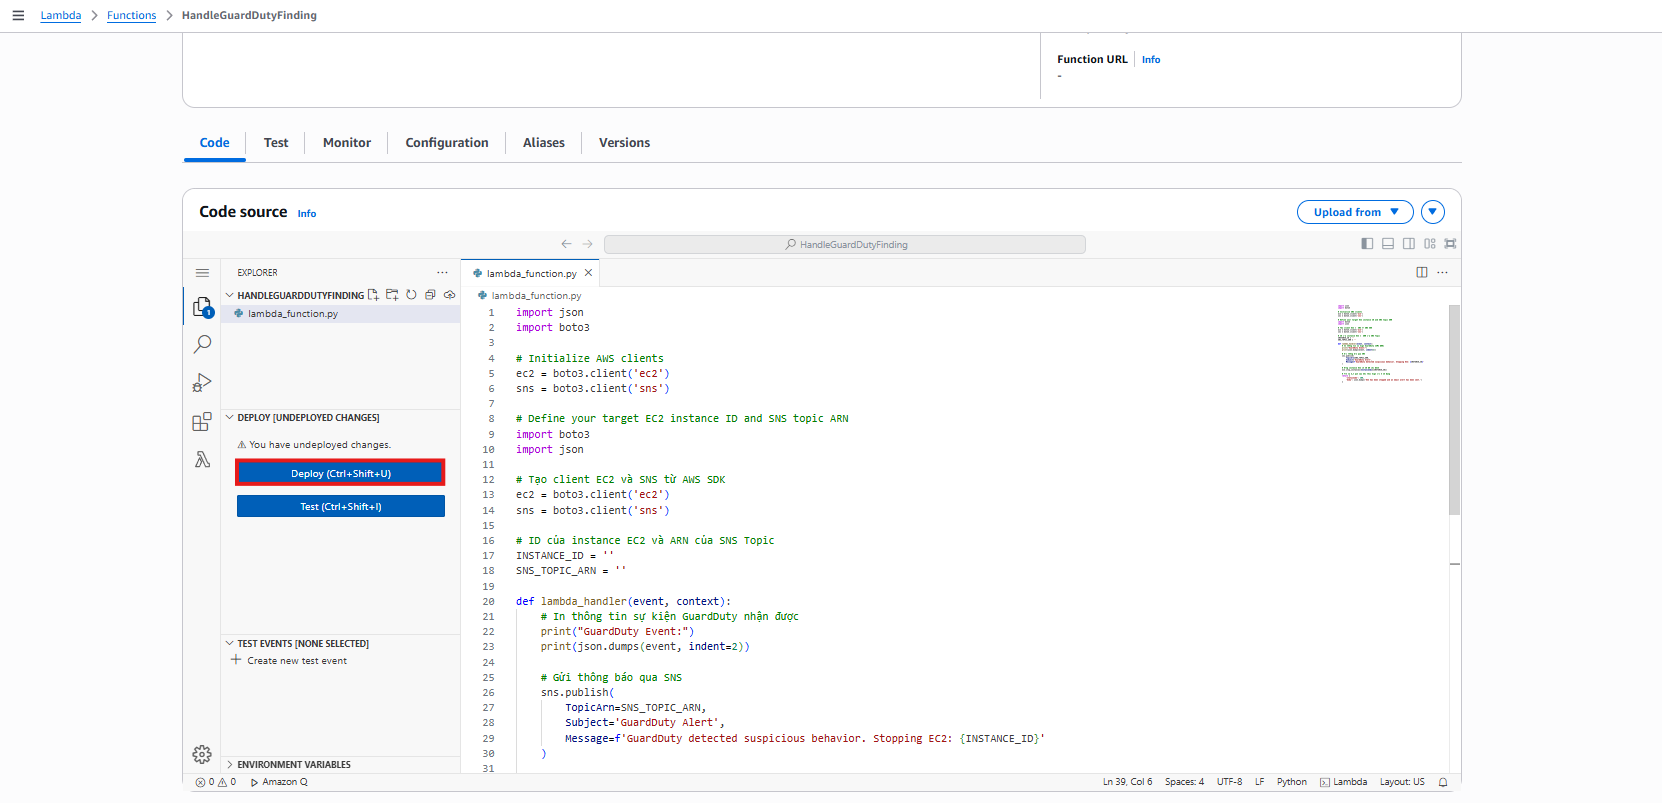 Lambda > Functions > HandleGuardDutyFinding
Function URL Info
-
Code Test Monitor Configuration Aliases Versions
Code source Info
Upload from
HandleGuardDutyFinding
EXPLORER
HANDLEGUARDDUTYFINDING
lambda_function.py
1
DEPLOY [UNDEPLOYED CHANGES]
You have undeployed changes.
Deploy (Ctrl+Shift+U)
Test (Ctrl+Shift+I)
TEST EVENTS [NONE SELECTED]
Create new test event
ENVIRONMENT VARIABLES
lambda_function.py
lambda_function.py
1 import json
2 import boto3
3
4 # Initialize AWS clients
5 ec2 = boto3.client('ec2')
6 sns = boto3.client('sns')
7
8 # Define your target EC2 instance ID and SNS topic ARN
9 import boto3
10 import json
11
12 # Tạo client EC2 và SNS từ AWS SDK
13 ec2 = boto3.client('ec2')
14 sns = boto3.client('sns')
15
16 # ID của instance EC2 và ARN của SNS Topic
17 INSTANCE_ID = ''
18 SNS_TOPIC_ARN = ''
19
20 def lambda_handler(event, context):
21 # In thông tin sự kiện GuardDuty nhận được
22 print("GuardDuty Event:")
23 print(json.dumps(event, indent=2))
24
25 # Gửi thông báo qua SNS
26 sns.publish(
27 TopicArn=SNS_TOPIC_ARN,
28 Subject='GuardDuty Alert',
29 Message=f'GuardDuty detected suspicious behavior. Stopping EC2: {INSTANCE_ID}'
30 )
31
0 0 Amazon Q
Ln 39, Col 6 Spaces: 4 UTF-8 LF Python Lambda Layout: US